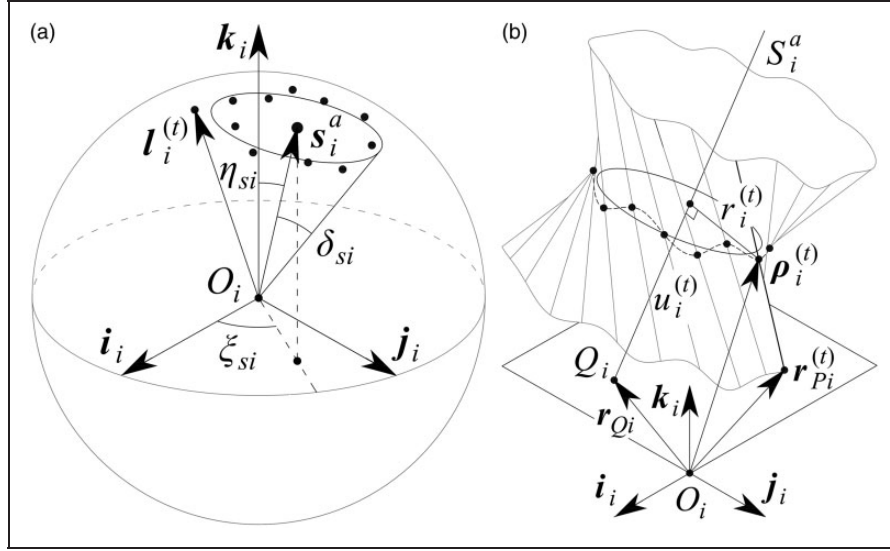 (a)
k_i
l_i^(t)
s_i^a
η_si
δ_si
O_i
i_i
ξ_si
j_i
(b)
S_i^a
r_i^(t)
ρ_i^(t)
u_i^(t)
Q_i
r_Pi^(t)
k_i
r_Qi
i_i
O_i
j_i